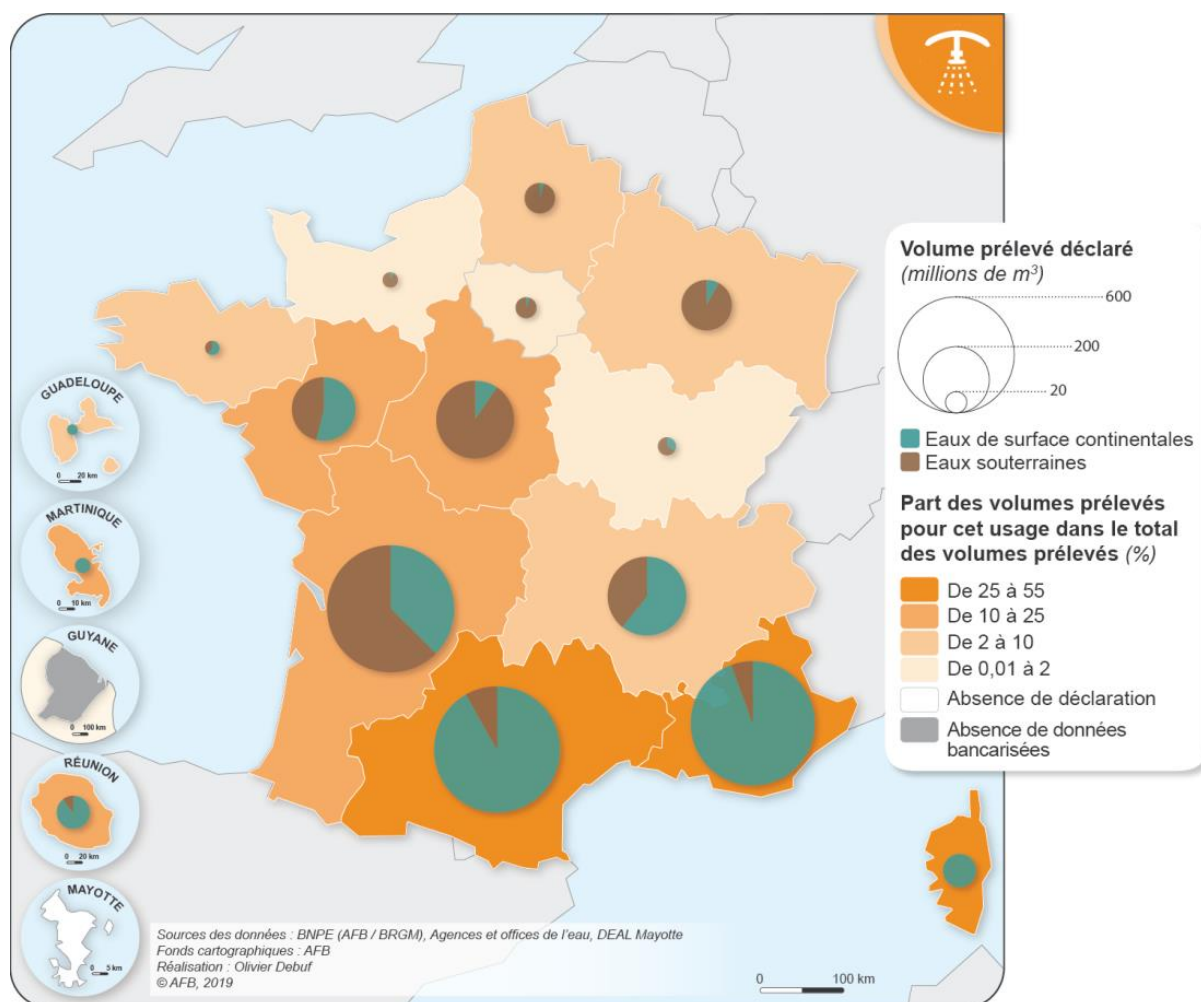 Volume prélevé déclaré
(millions de m³)
600
200
20
Eaux de surface continentales
Eaux souterraines
Part des volumes prélevés
pour cet usage dans le total
des volumes prélevés (%)
De 25 à 55
De 10 à 25
De 2 à 10
De 0,01 à 2
Absence de déclaration
Absence de données
bancarisées
GUADELOUPE
0 20 km
MARTINIQUE
0 10 km
GUYANE
0 100 km
RÉUNION
0 20 km
MAYOTTE
0 5 km
Sources des données : BNPE (AFB / BRGM), Agences et offices de l'eau, DEAL Mayotte
Fonds cartographiques : AFB
Réalisation : Olivier Debuf
© AFB, 2019
0 100 km